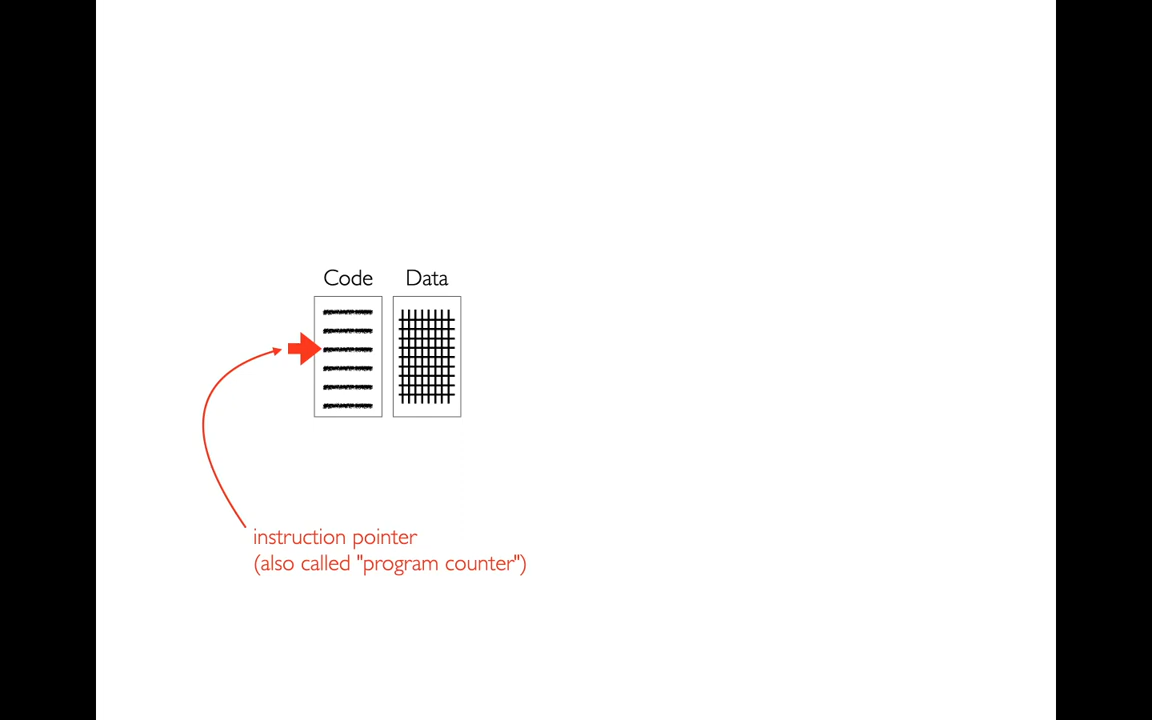 Code Data
instruction pointer
(also called "program counter")